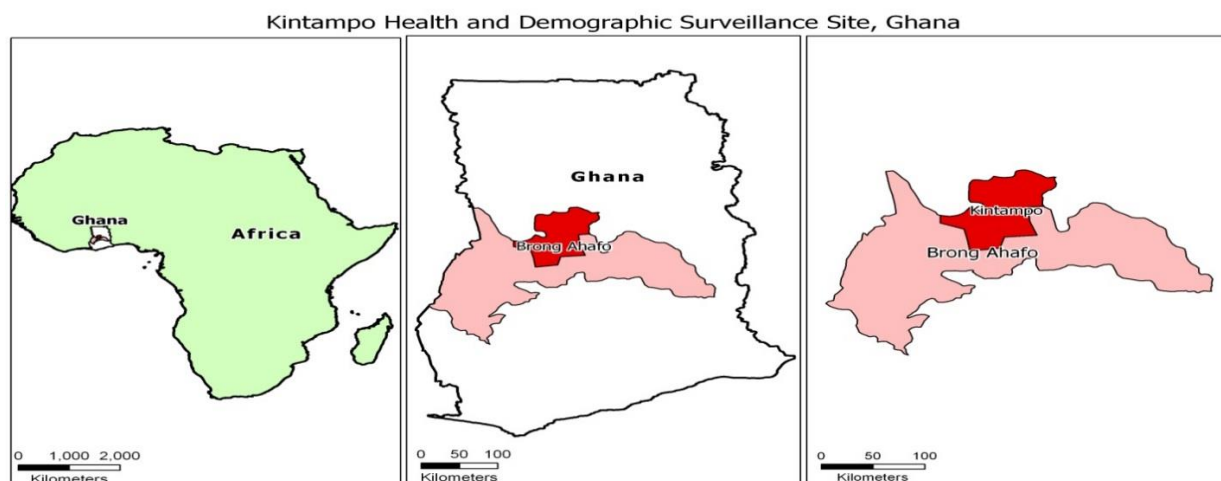 Kintampo Health and Demographic Surveillance Site, Ghana
Ghana
Africa
0 1,000 2,000
Kilometers
Ghana
Brong Ahafo
0 50 100
Kilometers
Kintampo
Brong Ahafo
0 50 100
Kilometers